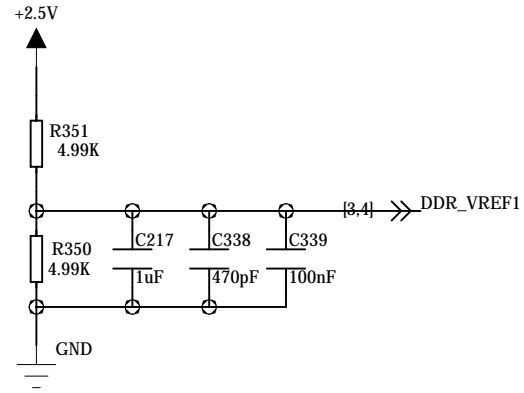 +2.5V
R351
4.99K
[3,4]
DDR_VREF1
R350
4.99K
C217
1uF
C338
470pF
C339
100nF
GND